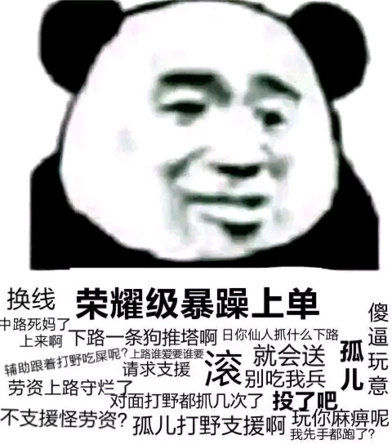 荣耀级暴躁上单
换线
傻逼玩意
中路死妈了
上来啊
下路一条狗推塔啊
日你仙人抓什么下路
辅助跟着打野吃屎呢?
上路谁爱要谁要
请求支援
滚
就会送
别吃我兵
孤儿
劳资上路守烂了
对面打野都抓几次了
投了吧
不支援怪劳资?
孤儿打野支援啊
玩你麻痹呢
我先手都跑了?